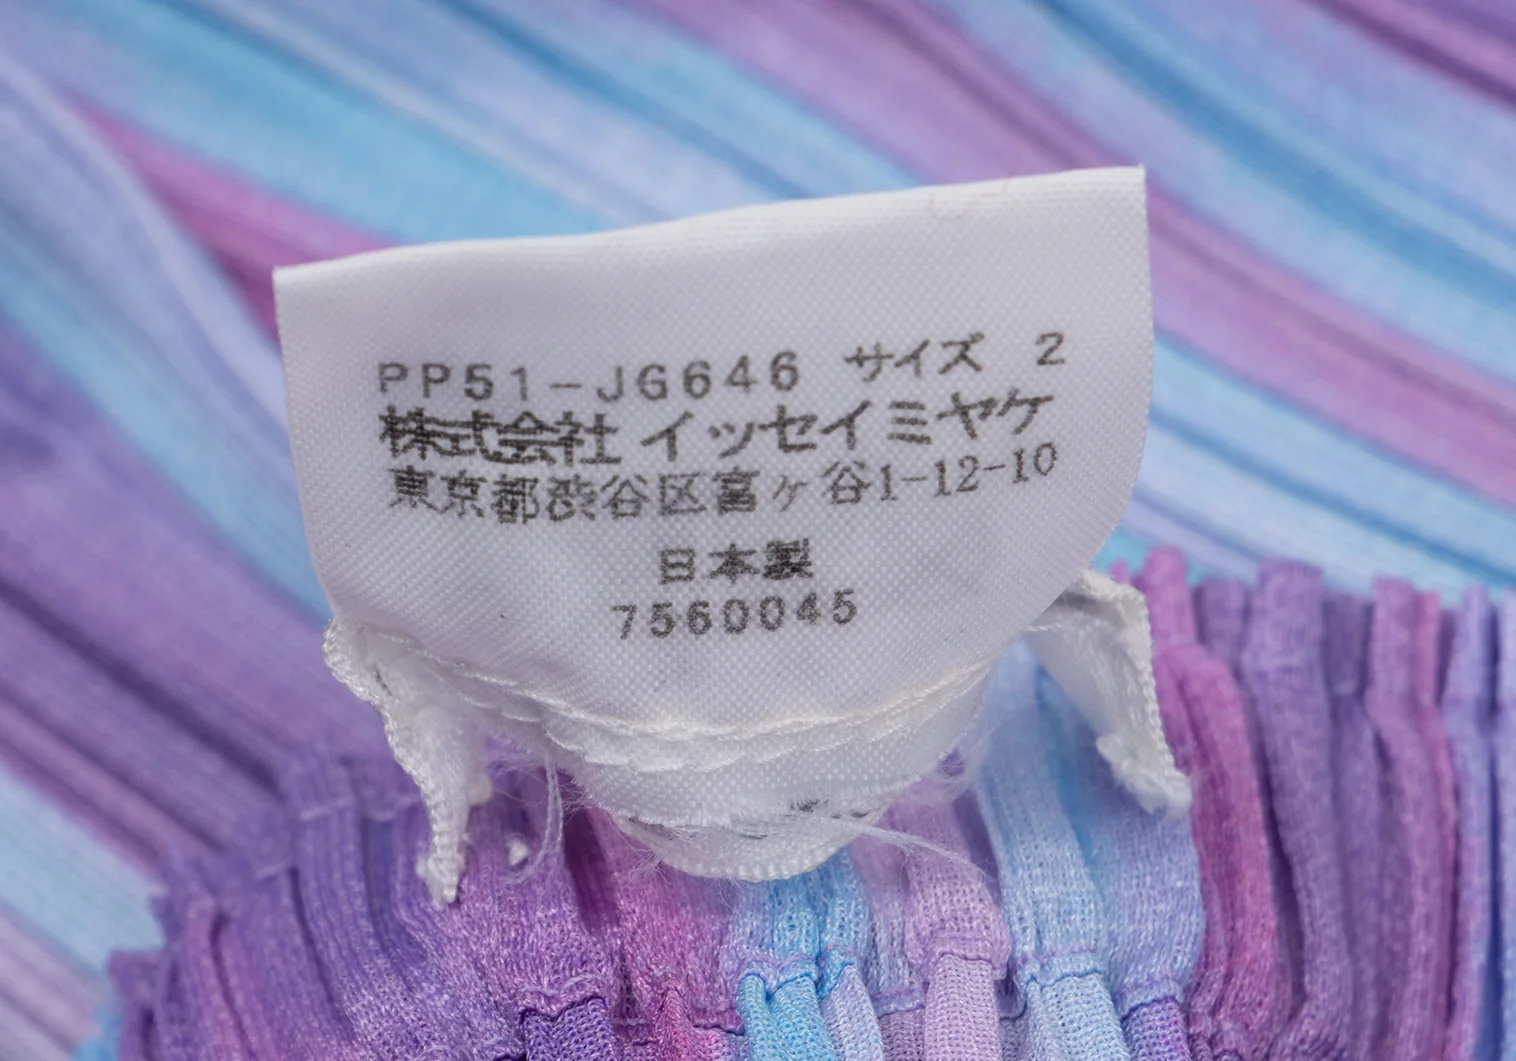 PP51-JG646 サイズ 2
株式会社 イッセイミヤケ
東京都渋谷区富ヶ谷1-12-10
日本製
7560045